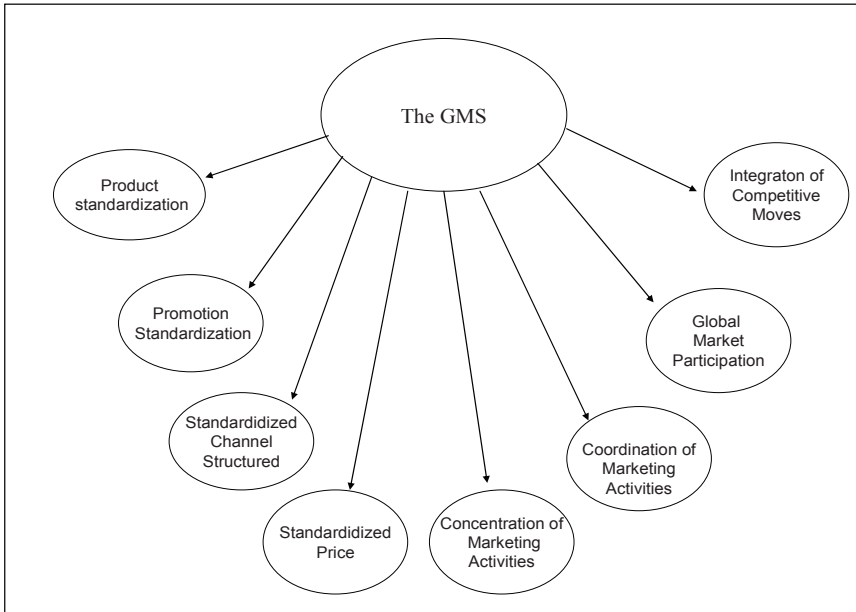 The GMS
Product
standardization
Promotion
Standardization
Standardidized
Channel
Structured
Standardidized
Price
Concentration of
Marketing
Activities
Coordination of
Marketing
Activities
Global
Market
Participation
Integraton of
Competitive
Moves